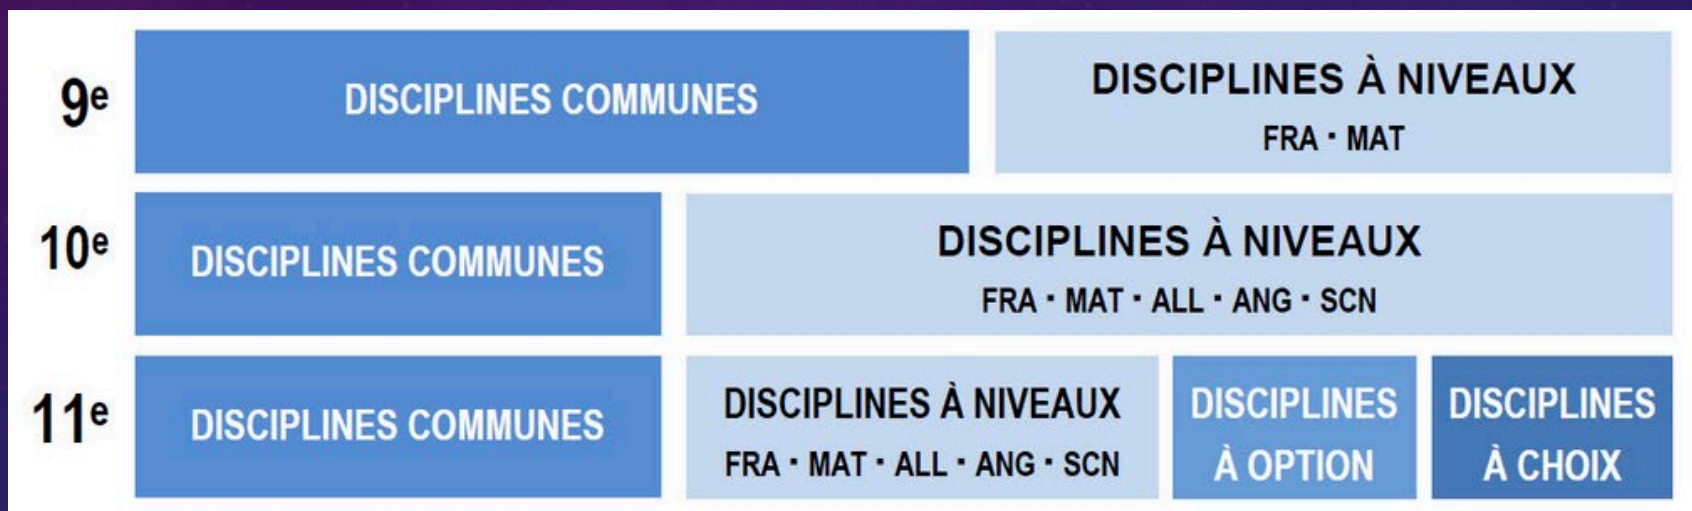 9e
DISCIPLINES COMMUNES
DISCIPLINES À NIVEAUX
FRA · MAT
10e
DISCIPLINES COMMUNES
DISCIPLINES À NIVEAUX
FRA · MAT · ALL · ANG · SCN
11e
DISCIPLINES COMMUNES
DISCIPLINES À NIVEAUX
FRA · MAT · ALL · ANG · SCN
DISCIPLINES
À OPTION
DISCIPLINES
À CHOIX